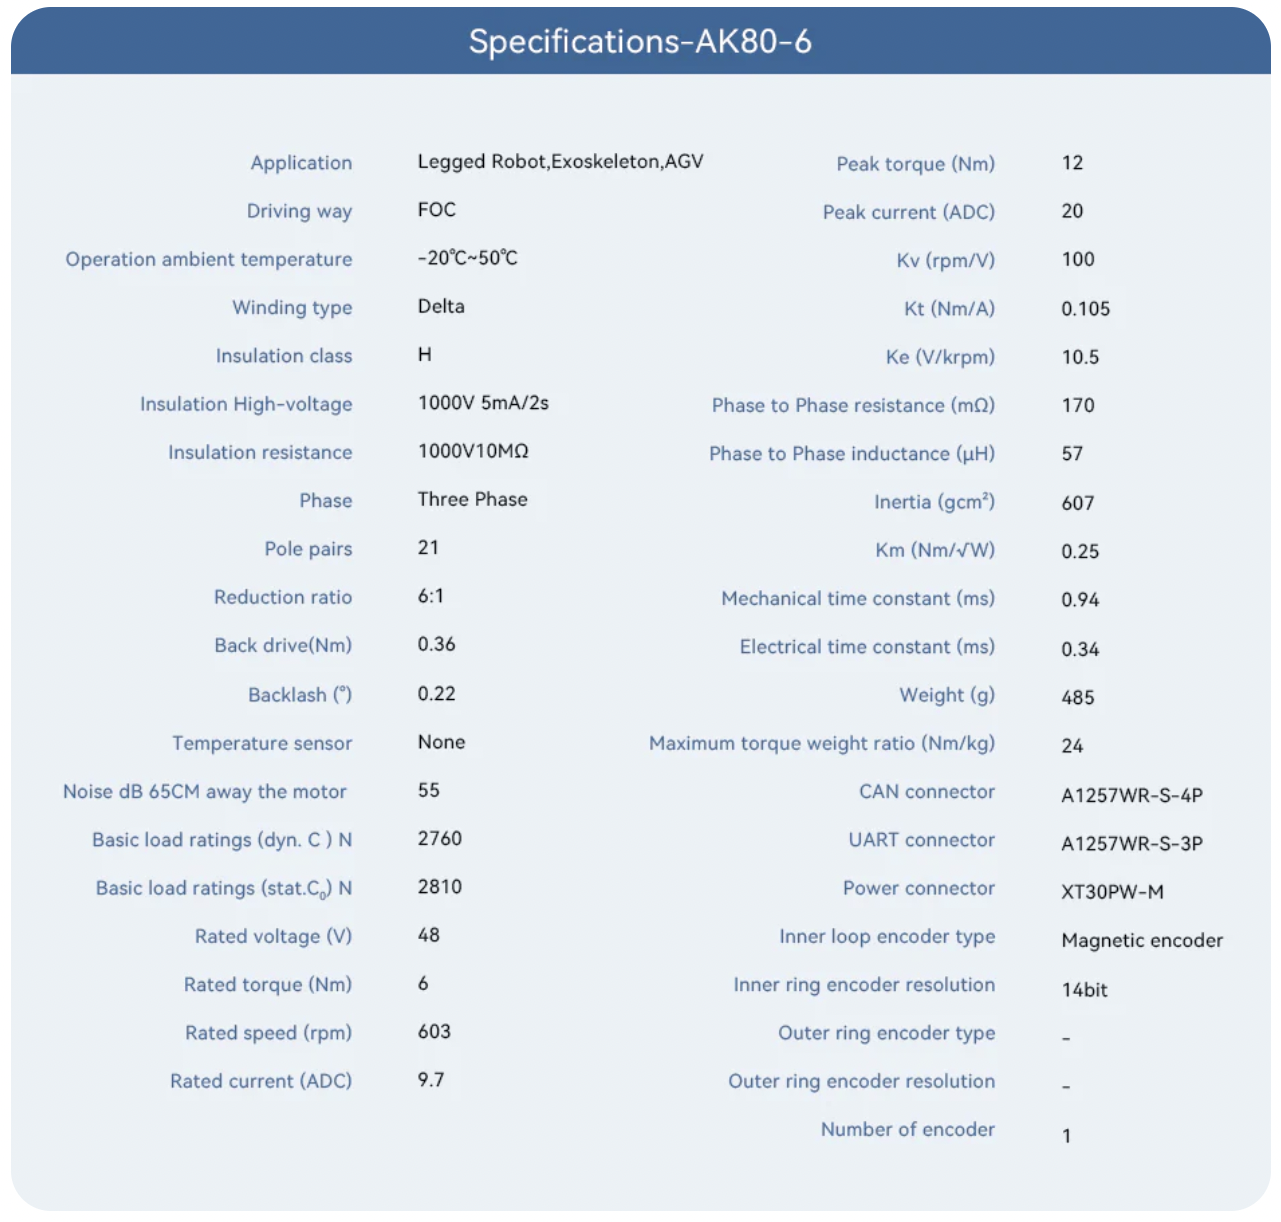 Specifications-AK80-6
Application Legged Robot,Exoskeleton,AGV
Driving way FOC
Operation ambient temperature -20℃~50℃
Winding type Delta
Insulation class H
Insulation High-voltage 1000V 5mA/2s
Insulation resistance 1000V10MΩ
Phase Three Phase
Pole pairs 21
Reduction ratio 6:1
Back drive(Nm) 0.36
Backlash (°) 0.22
Temperature sensor None
Noise dB 65CM away the motor 55
Basic load ratings (dyn. C ) N 2760
Basic load ratings (stat.C₀) N 2810
Rated voltage (V) 48
Rated torque (Nm) 6
Rated speed (rpm) 603
Rated current (ADC) 9.7
Peak torque (Nm) 12
Peak current (ADC) 20
Kv (rpm/V) 100
Kt (Nm/A) 0.105
Ke (V/krpm) 10.5
Phase to Phase resistance (mΩ) 170
Phase to Phase inductance (μH) 57
Inertia (gcm²) 607
Km (Nm/√W) 0.25
Mechanical time constant (ms) 0.94
Electrical time constant (ms) 0.34
Weight (g) 485
Maximum torque weight ratio (Nm/kg) 24
CAN connector A1257WR-S-4P
UART connector A1257WR-S-3P
Power connector XT30PW-M
Inner loop encoder type Magnetic encoder
Inner ring encoder resolution 14bit
Outer ring encoder type -
Outer ring encoder resolution -
Number of encoder 1